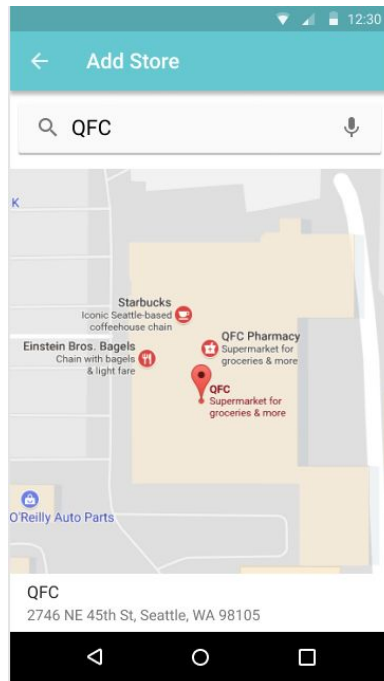 12:30
Add Store
QFC
K
Starbucks
Iconic Seattle-based
coffeehouse chain
Einstein Bros. Bagels
Chain with bagels
& light fare
QFC Pharmacy
Supermarket for
groceries & more
QFC
Supermarket for
groceries & more
O'Reilly Auto Parts
QFC
2746 NE 45th St, Seattle, WA 98105